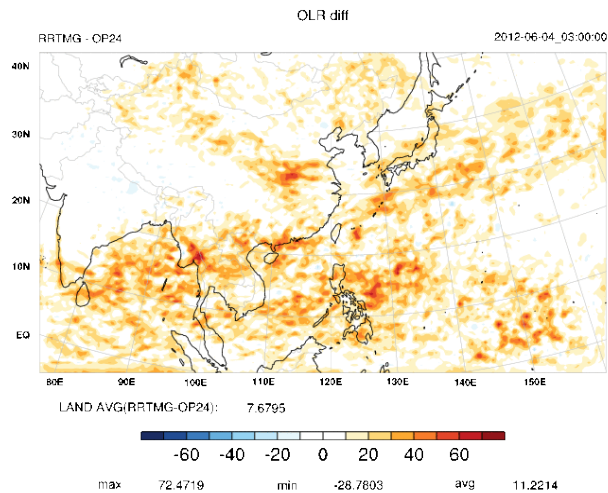 OLR diff
RRTMG - OP24 2012-06-04_03:00:00
40N
30N
20N
10N
EQ
80E 90E 100E 110E 120E 130E 140E 150E
LAND AVG(RRTMG-OP24): 7.6795
-60 -40 -20 0 20 40 60
max 72.4719 min -28.7803 avg 11.2214